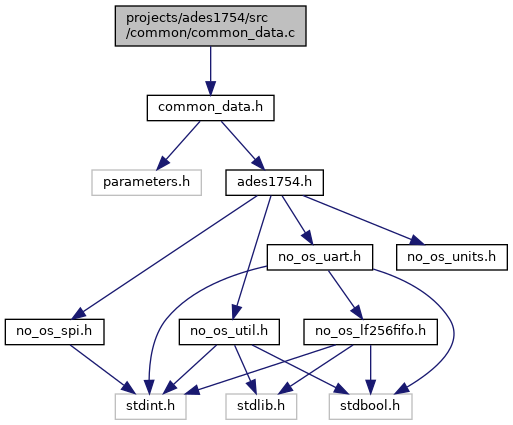 projects/ades1754/src
/common/common_data.c
common_data.h
parameters.h
ades1754.h
no_os_uart.h
no_os_units.h
no_os_spi.h
no_os_util.h
no_os_lf256fifo.h
stdint.h
stdlib.h
stdbool.h